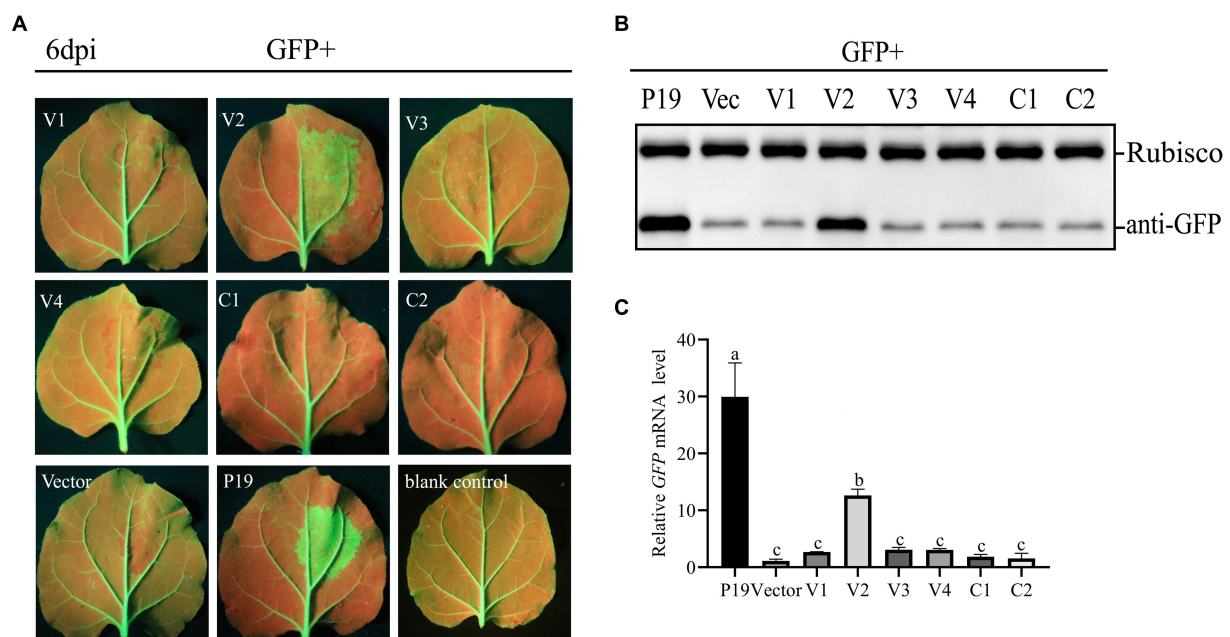 A
6dpi GFP+
V1 V2 V3
V4 C1 C2
Vector P19 blank control
B
GFP+
P19 Vec V1 V2 V3 V4 C1 C2
-Rubisco
-anti-GFP
C
Relative GFP mRNA level
40
30
20
10
0
a c c b c c c c
P19 Vector V1 V2 V3 V4 C1 C2